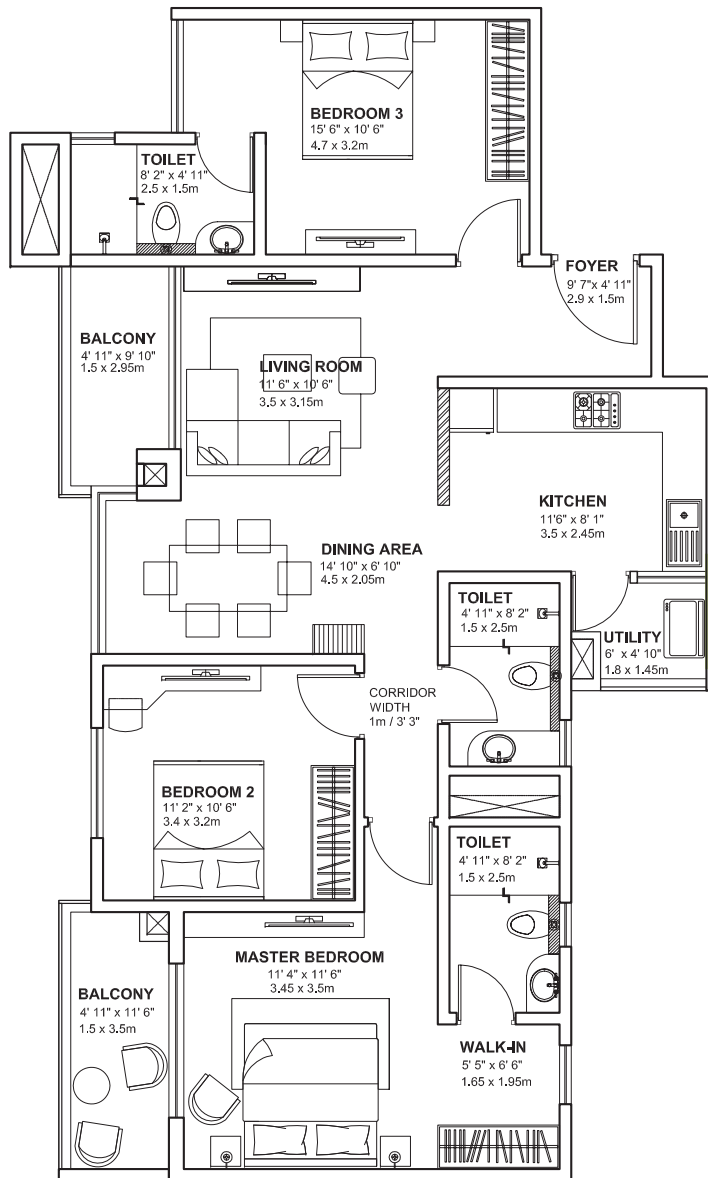 BEDROOM 3
15' 6" x 10' 6"
4.7 x 3.2m
TOILET
8' 2" x 4' 11"
2.5 x 1.5m
FOYER
9' 7"x 4' 11"
2.9 x 1.5m
BALCONY
4' 11" x 9' 10"
1.5 x 2.95m
LIVING ROOM
11' 6" x 10' 6"
3.5 x 3.15m
KITCHEN
11'6" x 8' 1"
3.5 x 2.45m
DINING AREA
14' 10" x 6' 10"
4.5 x 2.05m
TOILET
4' 11" x 8' 2"
1.5 x 2.5m
UTILITY
6' x 4' 10"
1.8 x 1.45m
CORRIDOR
WIDTH
1m / 3' 3"
BEDROOM 2
11' 2" x 10' 6"
3.4 x 3.2m
TOILET
4' 11" x 8' 2"
1.5 x 2.5m
MASTER BEDROOM
11' 4" x 11' 6"
3.45 x 3.5m
BALCONY
4' 11" x 11' 6"
1.5 x 3.5m
WALK-IN
5' 5" x 6' 6"
1.65 x 1.95m